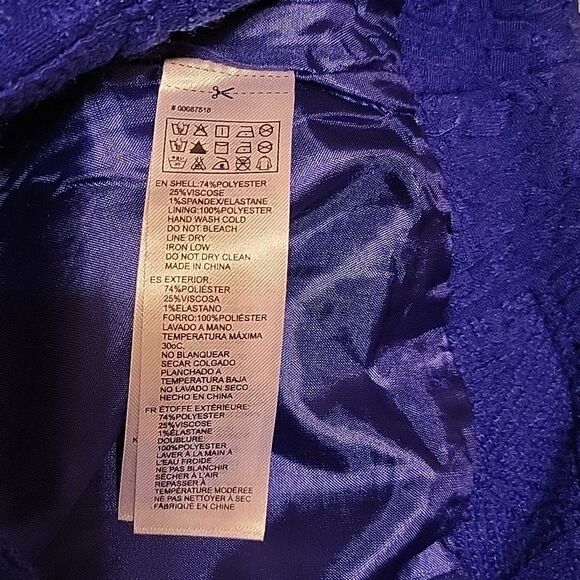 # 00087518
EN SHELL:74%POLYESTER
25%VISCOSE
1%SPANDEX/ELASTANE
LINING:100%POLYESTER
HAND WASH COLD
DO NOT BLEACH
LINE DRY
IRON LOW
DO NOT DRY CLEAN
MADE IN CHINA
ES EXTERIOR:
74%POLIÉSTER
25%VISCOSA
1%ELASTANO
FORRO:100%POLIÉSTER
LAVADO A MANO.
TEMPERATURA MÁXIMA
30oC.
NO BLANQUEAR
SECAR COLGADO
PLANCHADO A
TEMPERATURA BAJA
NO LAVADO EN SECO
HECHO EN CHINA
FR ÉTOFFE EXTÉRIEURE:
74%POLYESTER
25%VISCOSE
1%ÉLASTANE
DOUBLURE:
100%POLYESTER
LAVER À LA MAIN À
L'EAU FROIDE
NE PAS BLANCHIR
SÉCHER À L'AIR
REPASSER À
TEMPÉRATURE MODÉRÉE
NE PAS NETTOYER À SEC
FABRIQUÉ EN CHINE